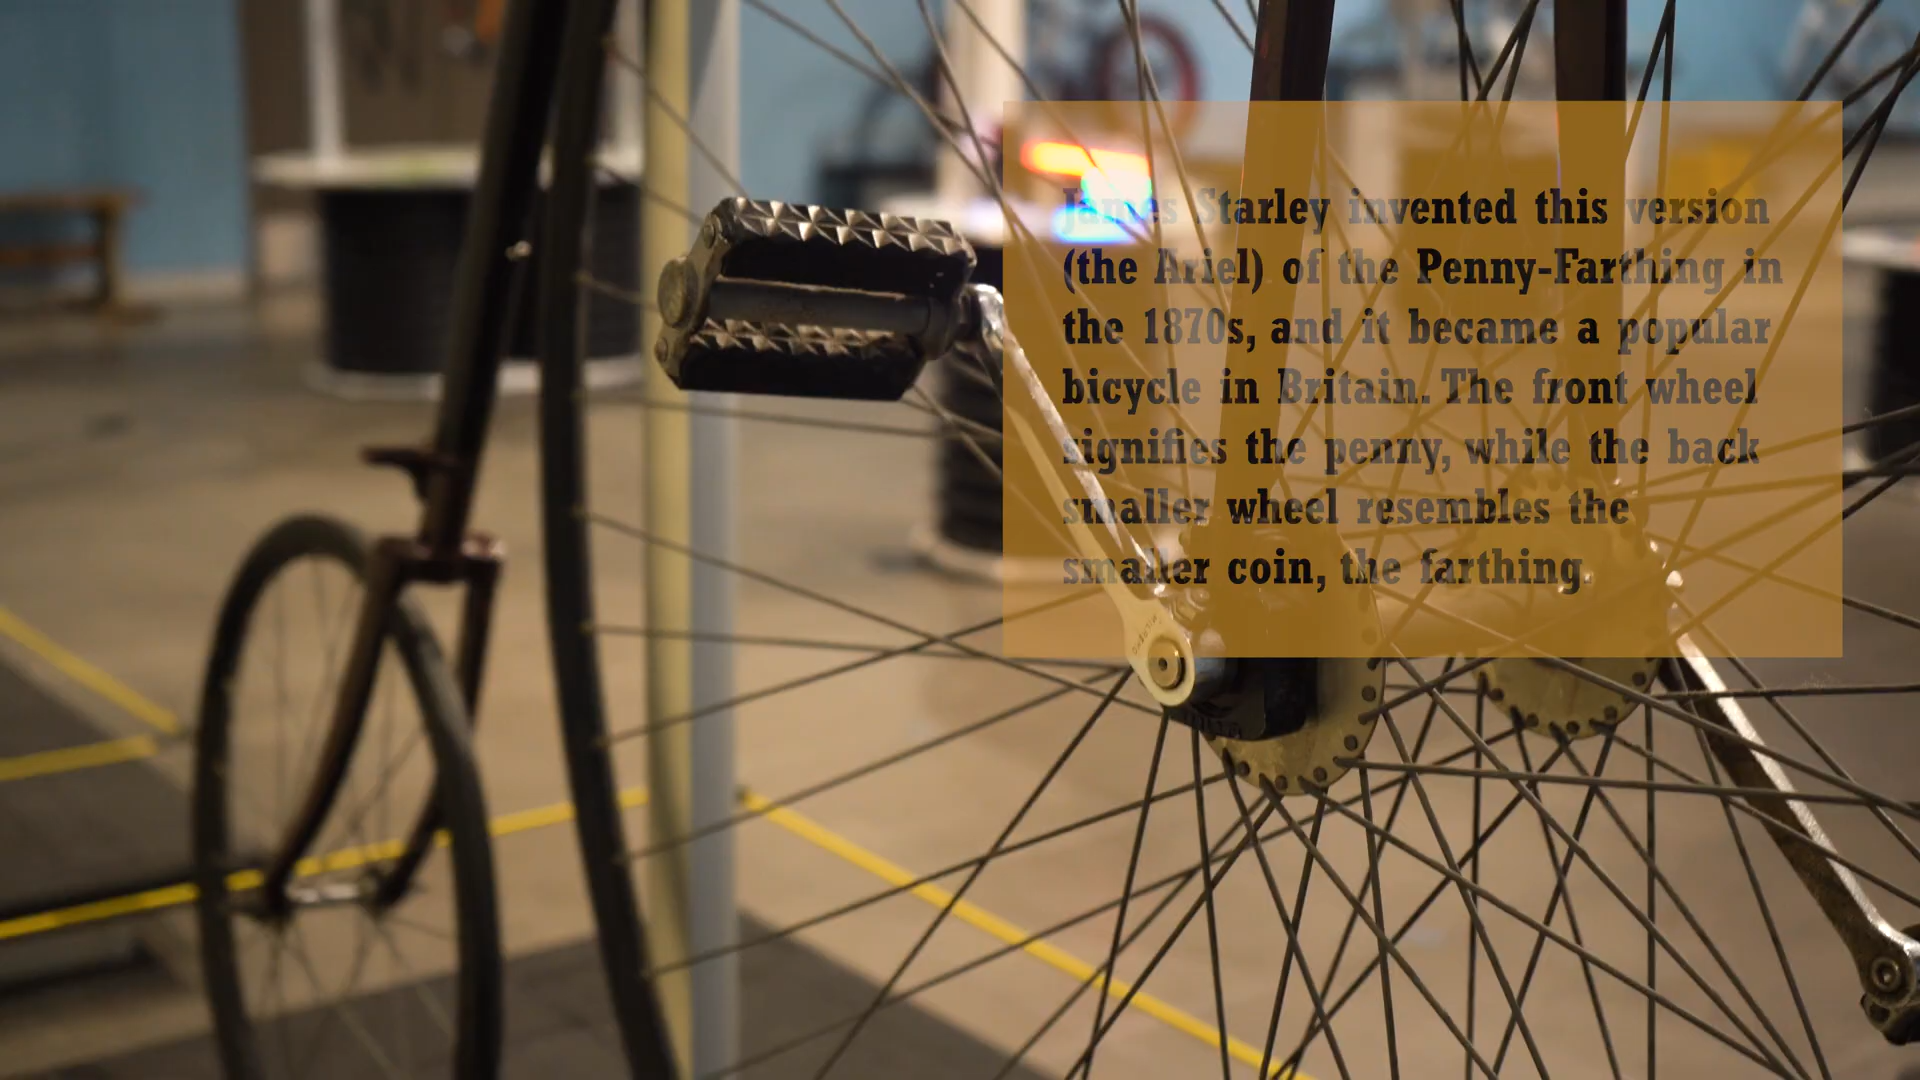 James Starley invented this version
(the Ariel) of the Penny-Farthing in
the 1870s, and it became a popular
bicycle in Britain. The front wheel
signifies the penny, while the back
smaller wheel resembles the
smaller coin, the farthing.